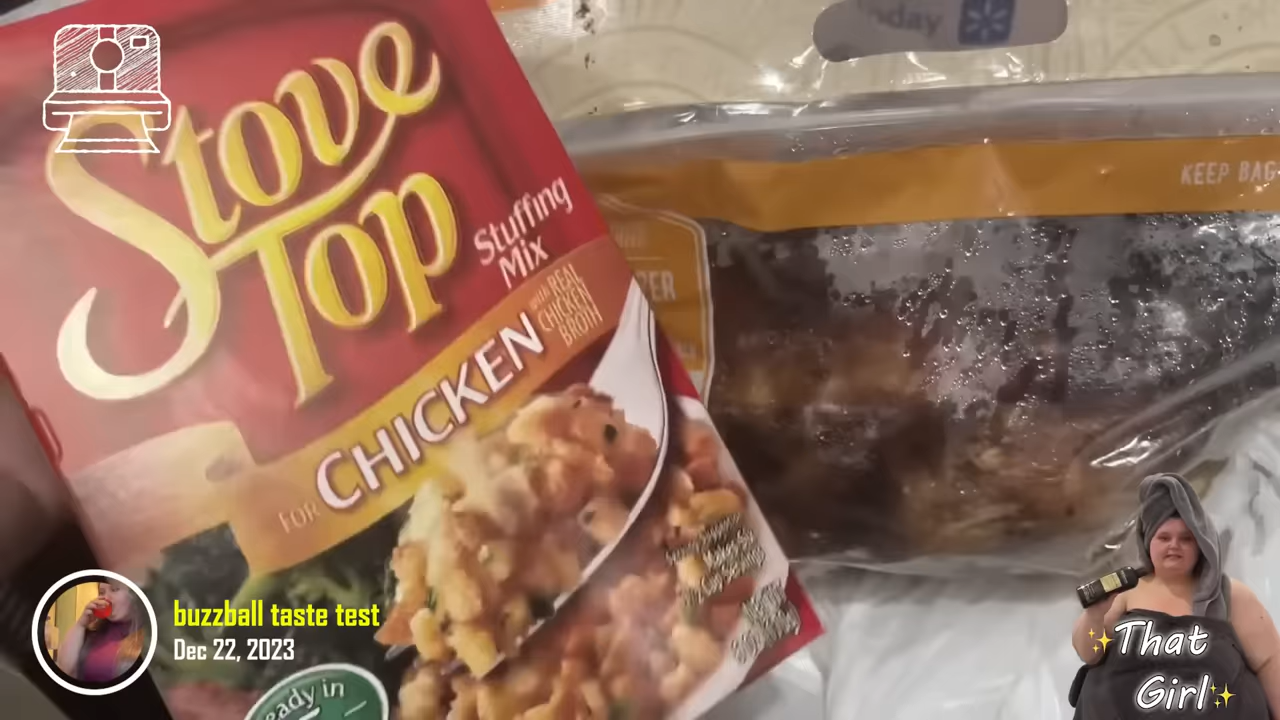 Stove
Top
Stuffing
Mix
FOR CHICKEN
with REAL
CHICKEN
BROTH
KEEP BAG
buzzball taste test
Dec 22, 2023
That
Girl